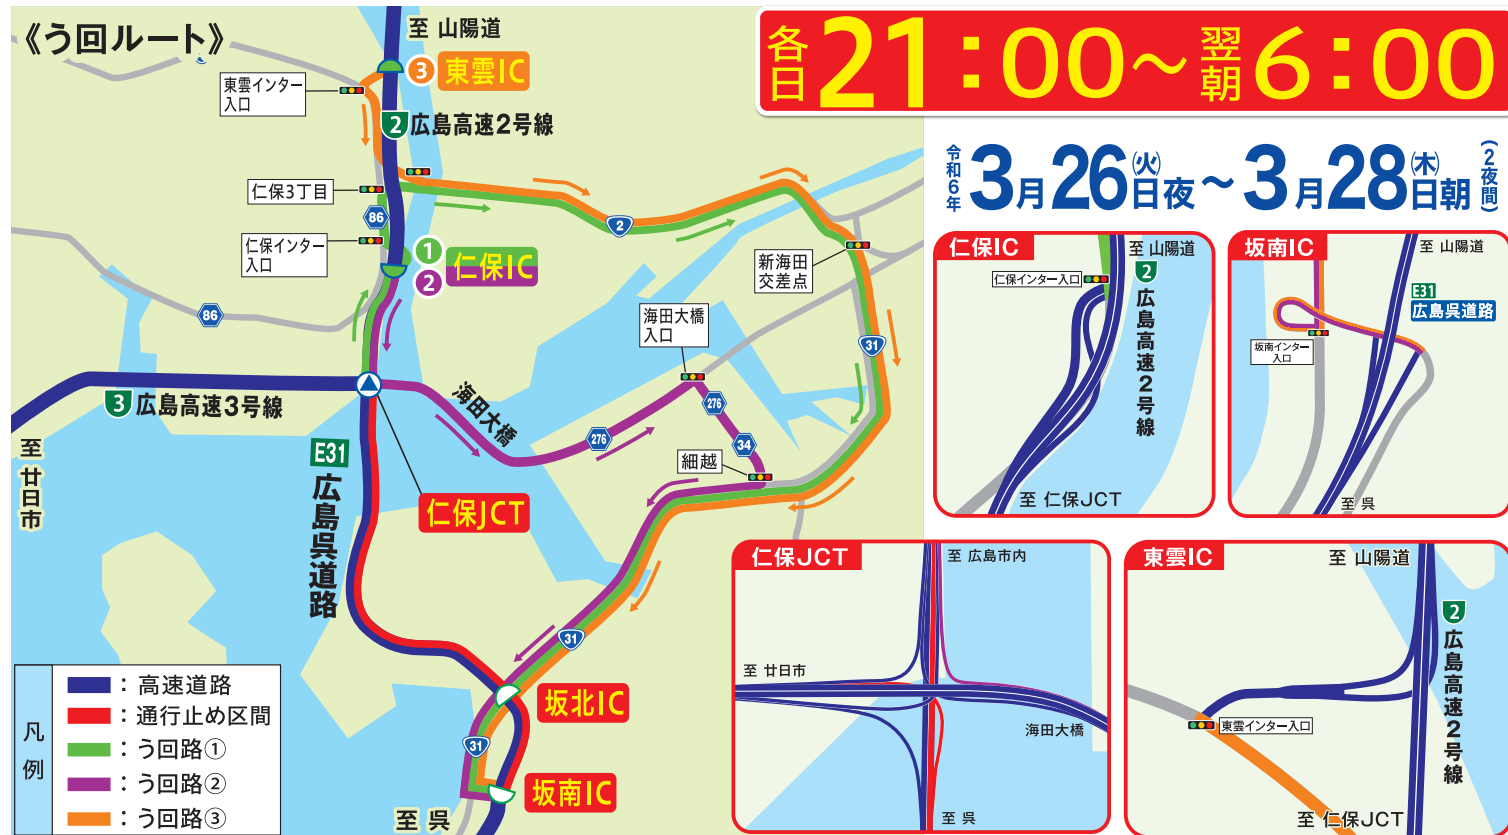 《う回ルート》
至 山陽道
③ 東雲IC
東雲インター
入口
2 広島高速2号線
仁保3丁目
86
2
仁保インター
入口
①
② 仁保IC
新海田
交差点
86
海田大橋
入口
31
3 広島高速3号線
海田大橋
276
276
34
至 廿日市
E31
広島呉道路
細越
仁保JCT
31
坂北IC
31
坂南IC
至 呉
凡例
：高速道路
：通行止め区間
：う回路①
：う回路②
：う回路③
各日21：00～翌朝6：00
令和6年 3月26日(火)夜～3月28日(木)朝 (2夜間)
仁保IC
至 山陽道
仁保インター入口
2
広島高速2号線
至 仁保JCT
坂南IC
至 山陽道
E31
広島呉道路
坂南インター
入口
至 呉
仁保JCT
至 広島市内
至 廿日市
海田大橋
至 呉
東雲IC
至 山陽道
2
広島高速2号線
東雲インター入口
至 仁保JCT